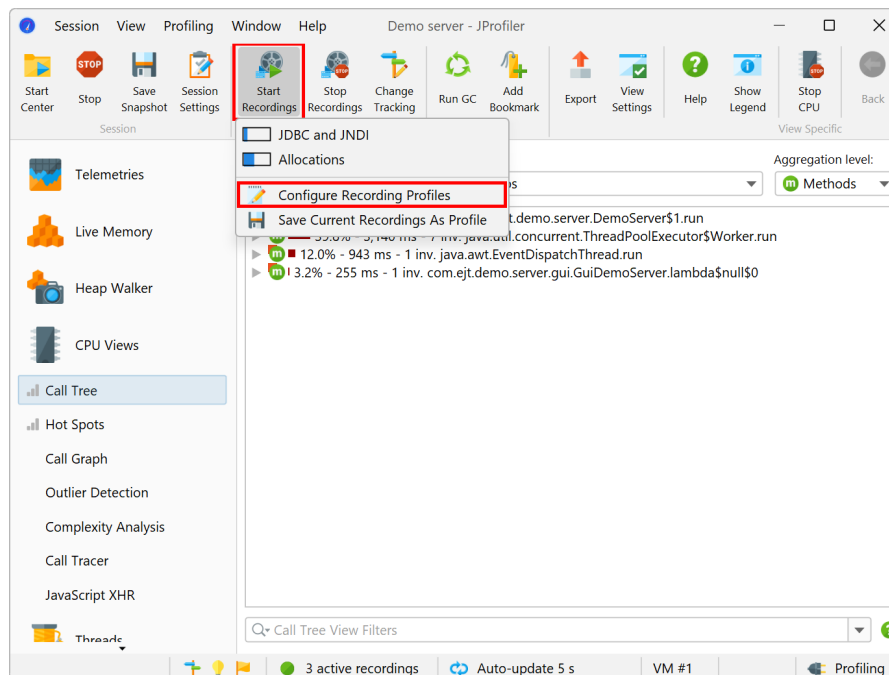 Session View Profiling Window Help Demo server - JProfiler
Start Center
Stop
STOP
Save Snapshot
Session Settings
Start Recordings
Stop Recordings
STOP
Change Tracking
Run GC
Add Bookmark
Export
View Settings
Help
Show Legend
Stop CPU
STOP
Back
Session
View Specific
JDBC and JNDI
Allocations
Configure Recording Profiles
Save Current Recordings As Profile
Telemetries
Live Memory
Heap Walker
CPU Views
Call Tree
Hot Spots
Call Graph
Outlier Detection
Complexity Analysis
Call Tracer
JavaScript XHR
Threads
Aggregation level:
Methods
t.demo.server.DemoServer$1.run
java.util.concurrent.ThreadPoolExecutor$Worker.run
12.0% - 943 ms - 1 inv. java.awt.EventDispatchThread.run
3.2% - 255 ms - 1 inv. com.ejt.demo.server.gui.GuiDemoServer.lambda$null$0
Call Tree View Filters
3 active recordings Auto-update 5 s VM #1 Profiling